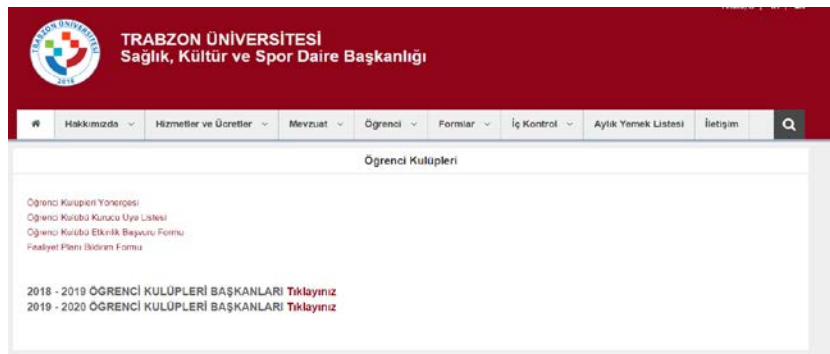 TRABZON ÜNİVERSİTESİ
2018
TRABZON ÜNİVERSİTESİ
Sağlık, Kültür ve Spor Daire Başkanlığı
Hakkımızda Hizmetler ve Ücretler Mevzuat Öğrenci Formlar İç Kontrol Aylık Yemek Listesi İletişim
Öğrenci Kulüpleri
Öğrenci Kulüpleri Yönergesi
Öğrenci Kulübü Kurucu Üye Listesi
Öğrenci Kulübü Etkinlik Başvuru Formu
Faaliyet Planı Bildirim Formu
2018 - 2019 ÖĞRENCİ KULÜPLERİ BAŞKANLARI Tıklayınız
2019 - 2020 ÖĞRENCİ KULÜPLERİ BAŞKANLARI Tıklayınız